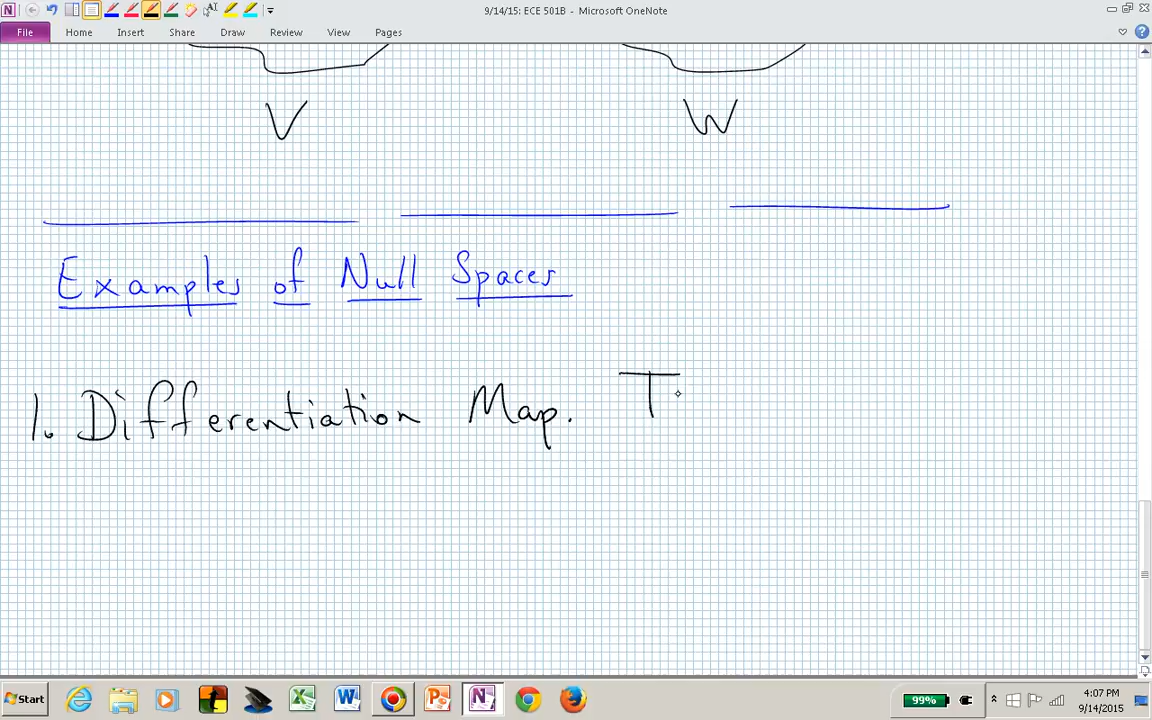 9/14/15: ECE 501B - Microsoft OneNote
File Home Insert Share Draw Review View Pages
V W
Examples of Null Spaces
1. Differentiation Map. T
Start 99% 4:07 PM
9/14/2015